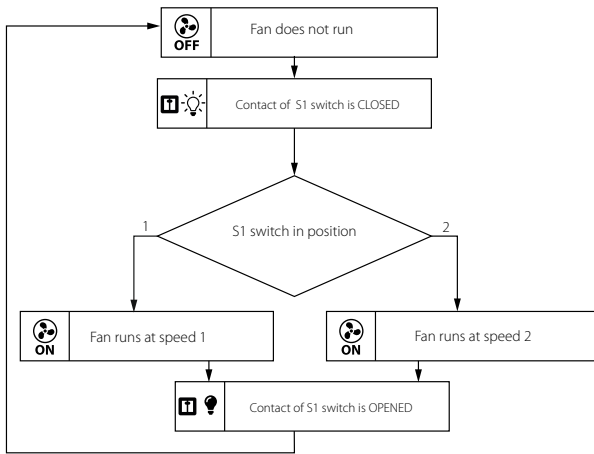 OFF
Fan does not run
Contact of S1 switch is CLOSED
S1 switch in position
1
2
ON
Fan runs at speed 1
ON
Fan runs at speed 2
Contact of S1 switch is OPENED